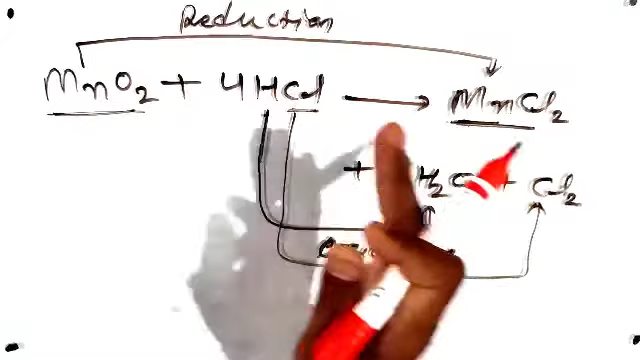 Reduction
MnO2 + 4HCl → MnCl2
+ H2O + Cl2